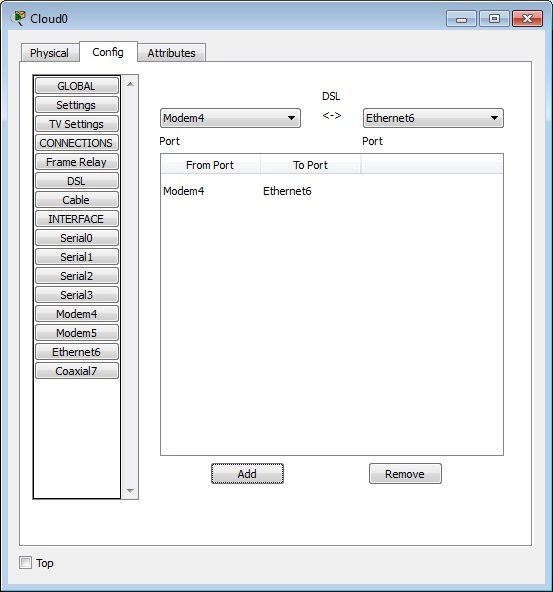 Cloud0
Physical Config Attributes
GLOBAL
Settings
TV Settings
CONNECTIONS
Frame Relay
DSL
Cable
INTERFACE
Serial0
Serial1
Serial2
Serial3
Modem4
Modem5
Ethernet6
Coaxial7
DSL
Modem4 <-> Ethernet6
Port Port
From Port To Port
Modem4 Ethernet6
Add Remove
Top